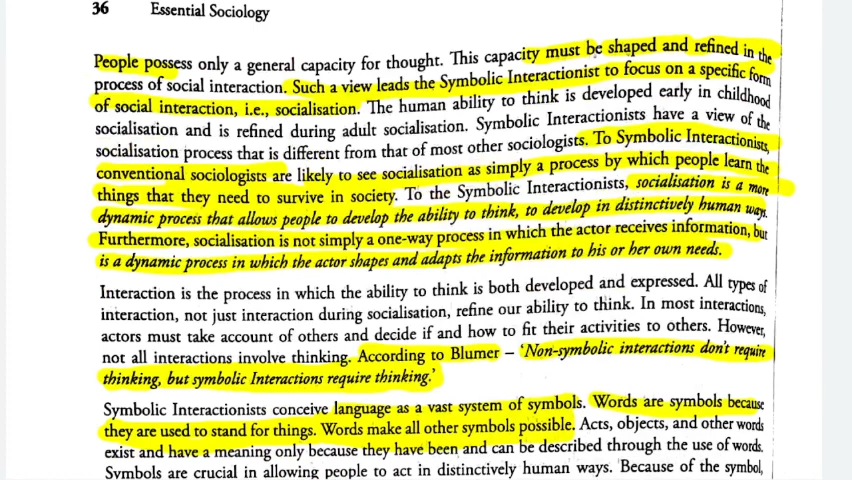 36 Essential Sociology
People possess only a general capacity for thought. This capacity must be shaped and refined in the
process of social interaction. Such a view leads the Symbolic Interactionist to focus on a specific form
of social interaction, i.e., socialisation. The human ability to think is developed early in childhood
socialisation and is refined during adult socialisation. Symbolic Interactionists have a view of the
socialisation process that is different from that of most other sociologists. To Symbolic Interactionists,
conventional sociologists are likely to see socialisation as simply a process by which people learn the
things that they need to survive in society. To the Symbolic Interactionists, socialisation is a more
dynamic process that allows people to develop the ability to think, to develop in distinctively human ways.
Furthermore, socialisation is not simply a one-way process in which the actor receives information, but
is a dynamic process in which the actor shapes and adapts the information to his or her own needs.
Interaction is the process in which the ability to think is both developed and expressed. All types of
interaction, not just interaction during socialisation, refine our ability to think. In most interactions,
actors must take account of others and decide if and how to fit their activities to others. However,
not all interactions involve thinking. According to Blumer – 'Non-symbolic interactions don't require
thinking, but symbolic Interactions require thinking.'
Symbolic Interactionists conceive language as a vast system of symbols. Words are symbols because
they are used to stand for things. Words make all other symbols possible. Acts, objects, and other words
exist and have a meaning only because they have been and can be described through the use of words.
Symbols are crucial in allowing people to act in distinctively human ways. Because of the symbol,